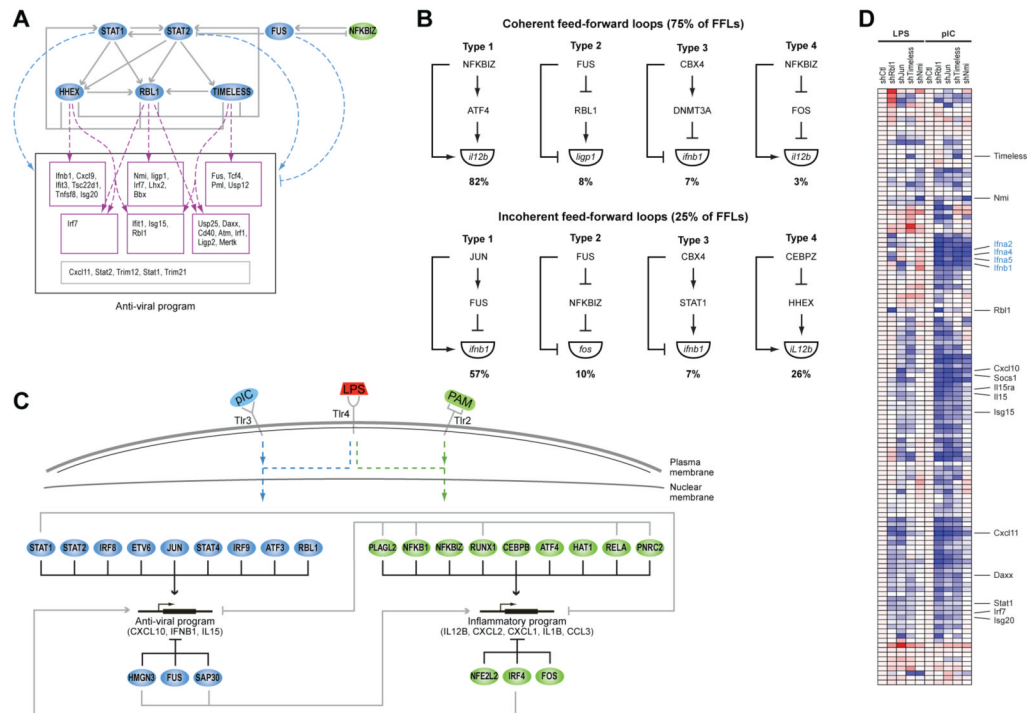 A
STAT1
STAT2
FUS
NFKBIZ
HHEX
RBL1
TIMELESS
Ifnb1, Cxcl9,
Ifit3, Tsc22d1,
Tnfsf8, Isg20
Nmi, Iigp1,
Irf7, Lhx2,
Bbx
Fus, Tcf4,
Pml, Usp12
Irf7
Ifit1, Isg15,
Rbl1
Usp25, Daxx,
Cd40, Atm, Irf1,
Ligp2, Mertk
Cxcl11, Stat2, Trim12, Stat1, Trim21
Anti-viral program
B
Coherent feed-forward loops (75% of FFLs)
Type 1
Type 2
Type 3
Type 4
NFKBIZ
FUS
CBX4
NFKBIZ
ATF4
RBL1
DNMT3A
FOS
il12b
ligp1
ifnb1
il12b
82%
8%
7%
3%
Incoherent feed-forward loops (25% of FFLs)
Type 1
Type 2
Type 3
Type 4
JUN
FUS
CBX4
CEBPZ
FUS
NFKBIZ
STAT1
HHEX
ifnb1
fos
ifnb1
iL12b
57%
10%
7%
26%
C
pIC
LPS
PAM
Tlr3
Tlr4
Tlr2
Plasma
membrane
Nuclear
membrane
STAT1
STAT2
IRF8
ETV6
JUN
STAT4
IRF9
ATF3
RBL1
PLAGL2
NFKB1
NFKBIZ
RUNX1
CEBPB
ATF4
HAT1
RELA
PNRC2
Anti-viral program
(CXCL10, IFNB1, IL15)
Inflammatory program
(IL12B, CXCL2, CXCL1, IL1B, CCL3)
HMGN3
FUS
SAP30
NFE2L2
IRF4
FOS
D
LPS
pIC
shCtl
shRbl1
shJun
shTimeless
shNmi
shCtl
shRbl1
shJun
shTimeless
shNmi
Timeless
Nmi
Ifna2
Ifna4
Ifna5
Ifnb1
Rbl1
Cxcl10
Socs1
Il15ra
Il15
Isg15
Cxcl11
Daxx
Stat1
Irf7
Isg20